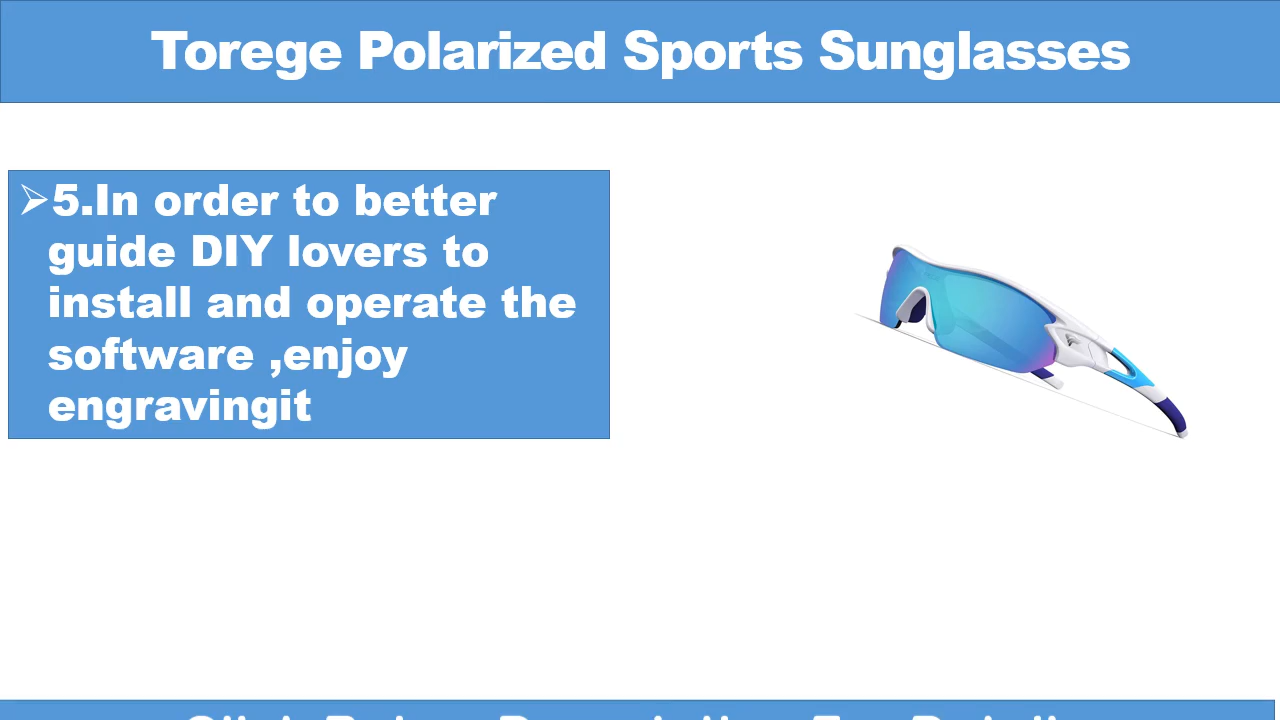 Torege Polarized Sports Sunglasses
➢5.In order to better
guide DIY lovers to
install and operate the
software ,enjoy
engravingit